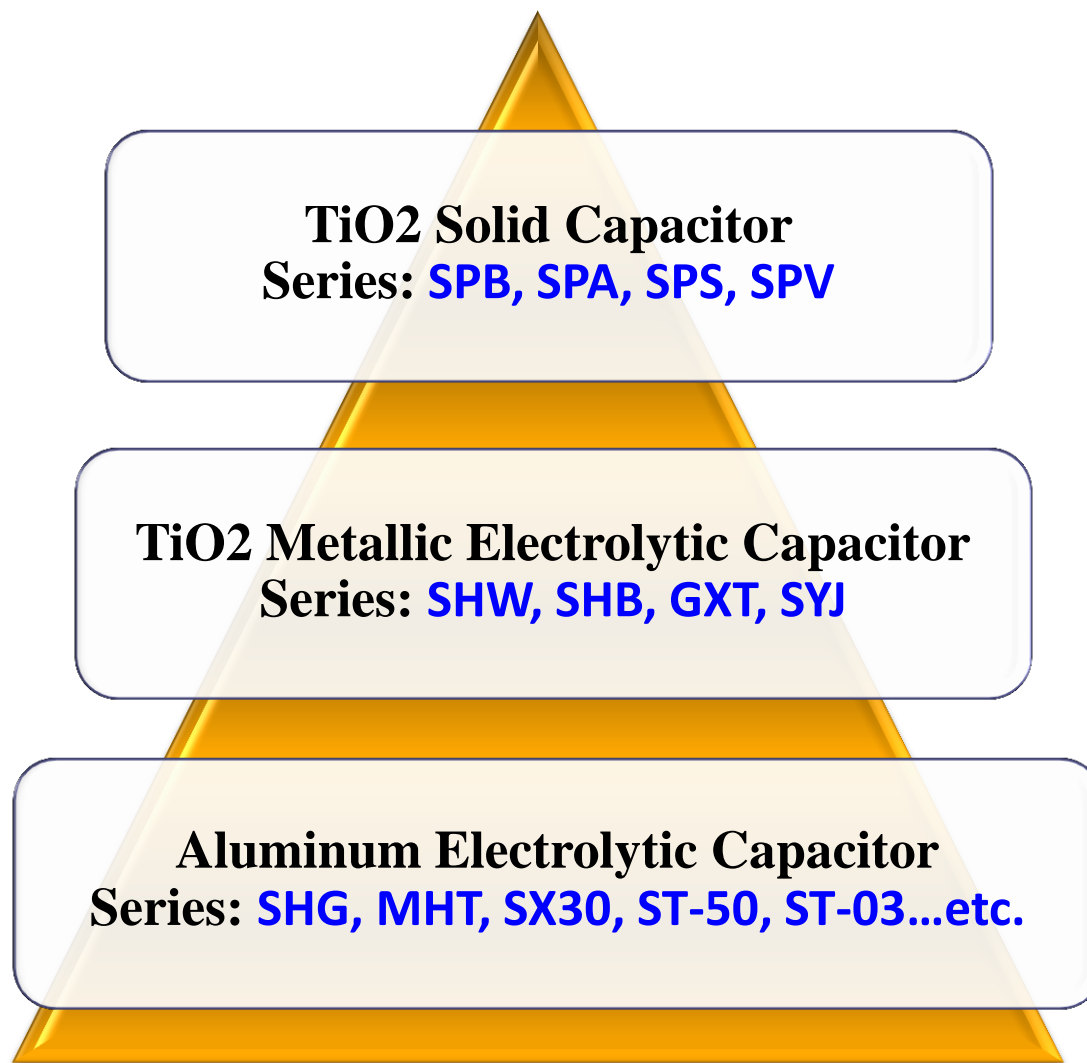 TiO2 Solid Capacitor
Series: SPB, SPA, SPS, SPV
TiO2 Metallic Electrolytic Capacitor
Series: SHW, SHB, GXT, SYJ
Aluminum Electrolytic Capacitor
Series: SHG, MHT, SX30, ST-50, ST-03...etc.